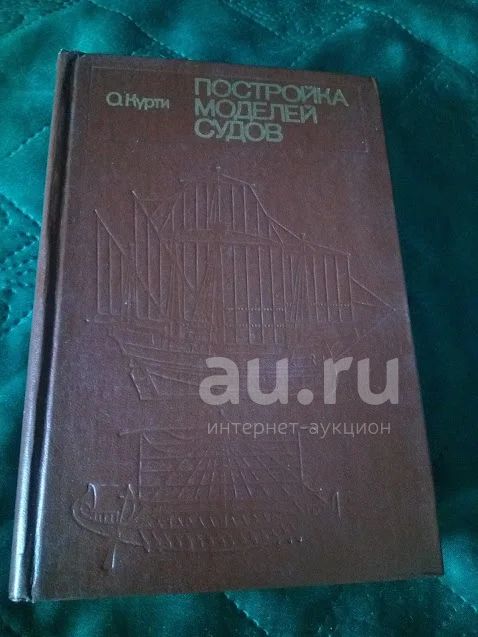 О. Курти
ПОСТРОЙКА
МОДЕЛЕЙ
СУДОВ
au.ru
интернет-аукцион